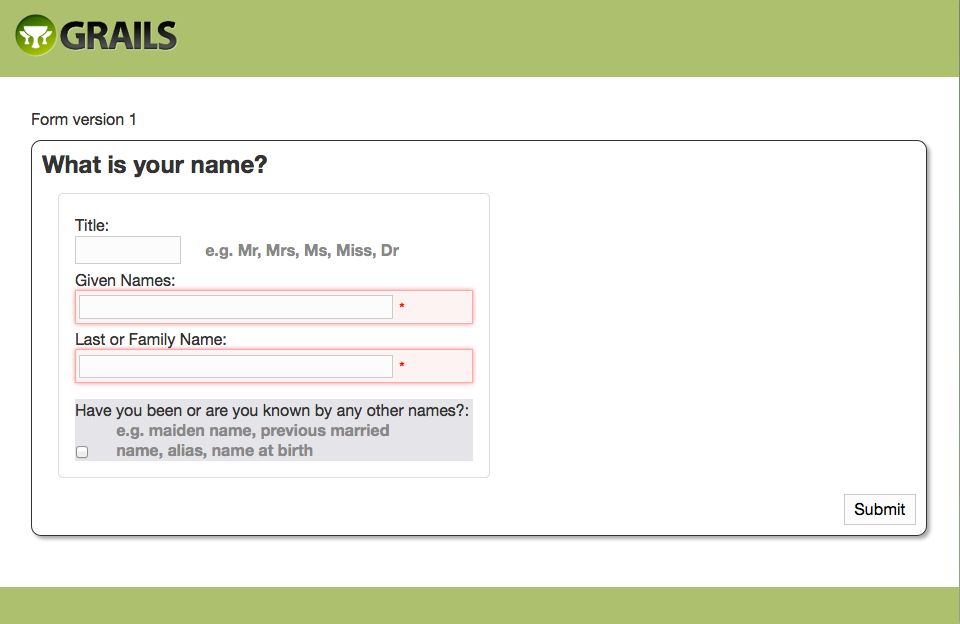 GRAILS
Form version 1
What is your name?
Title:
e.g. Mr, Mrs, Ms, Miss, Dr
Given Names:
*
Last or Family Name:
*
Have you been or are you known by any other names?:
e.g. maiden name, previous married
name, alias, name at birth
Submit